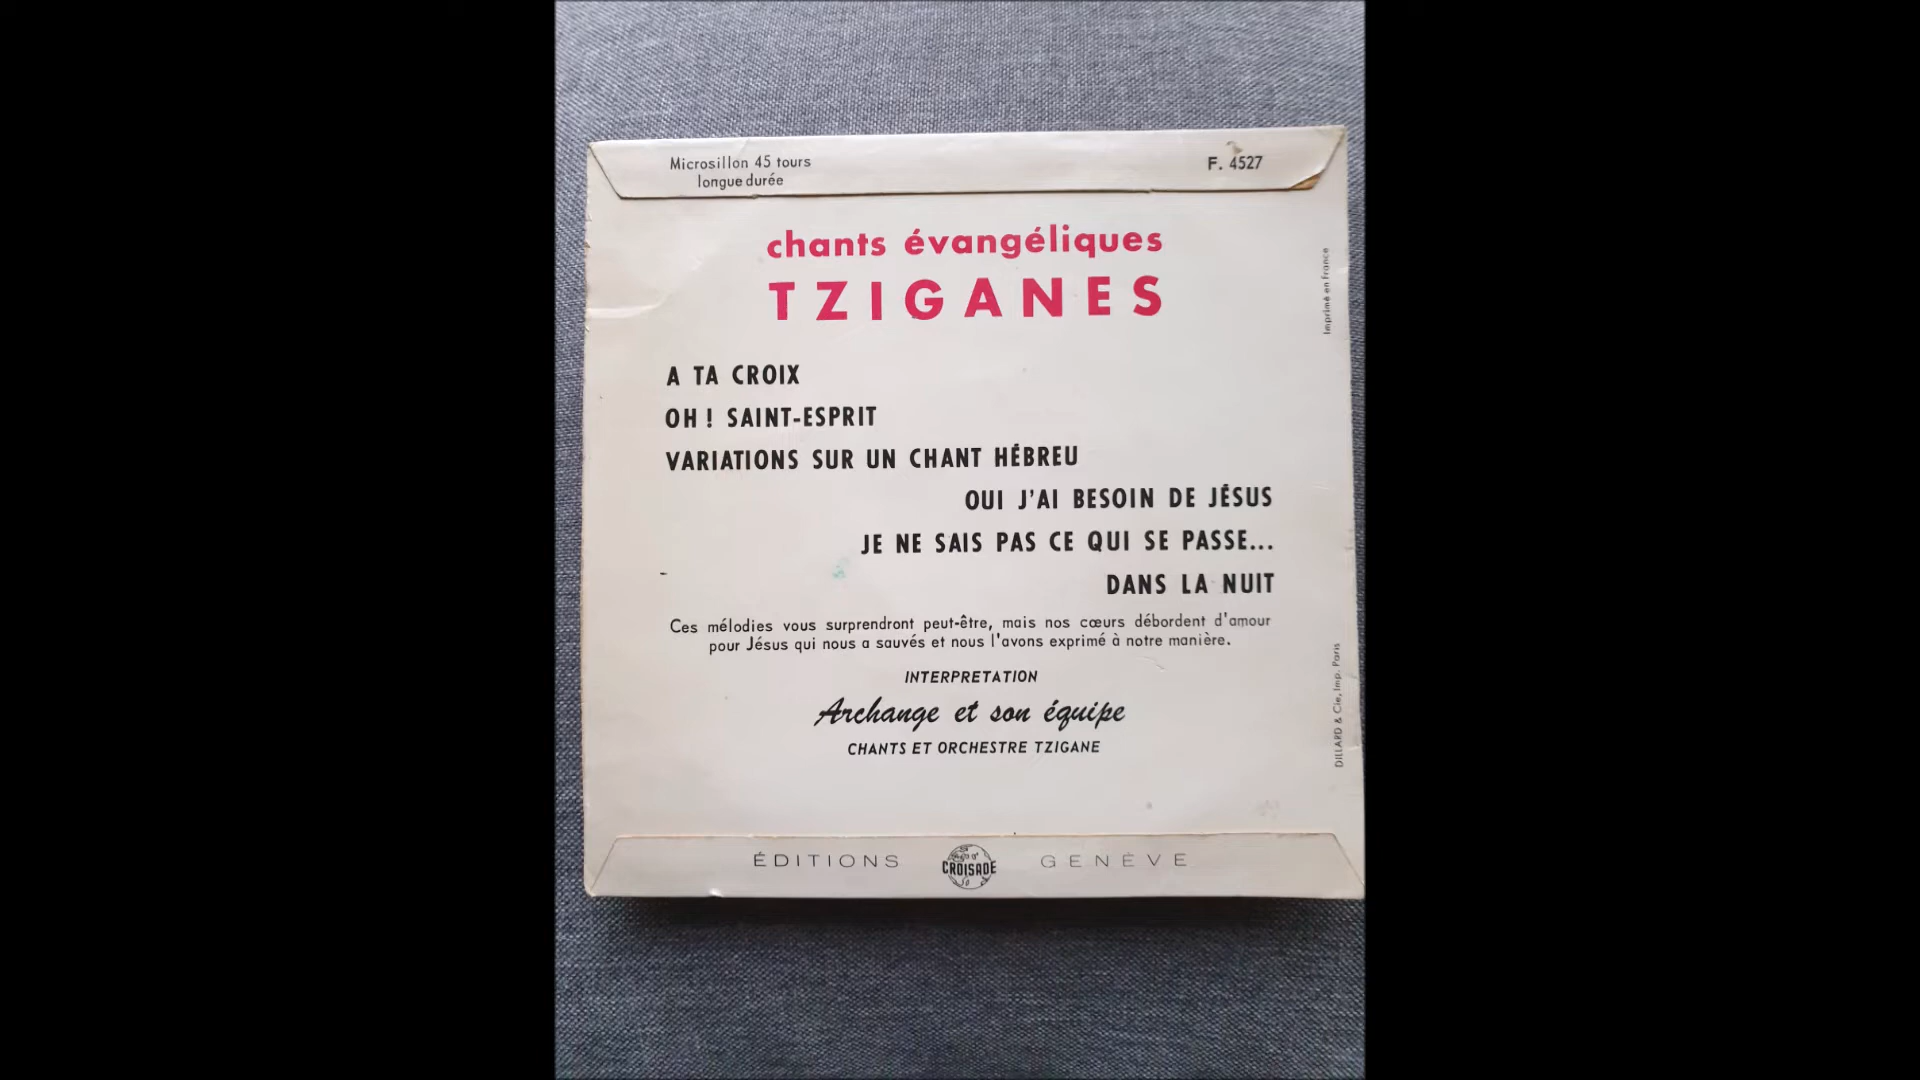 Microsillon 45 tours
longue durée
F. 4527
chants évangéliques
TZIGANES
A TA CROIX
OH ! SAINT-ESPRIT
VARIATIONS SUR UN CHANT HÉBREU
OUI J'AI BESOIN DE JÉSUS
JE NE SAIS PAS CE QUI SE PASSE...
DANS LA NUIT
Ces mélodies vous surprendront peut-être, mais nos cœurs débordent d'amour
pour Jésus qui nous a sauvés et nous l'avons exprimé à notre manière.
INTERPRETATION
Archange et son équipe
CHANTS ET ORCHESTRE TZIGANE
ÉDITIONS CROISADE GENÈVE
Imprimé en France
DILLARD & Cie, Imp. Paris